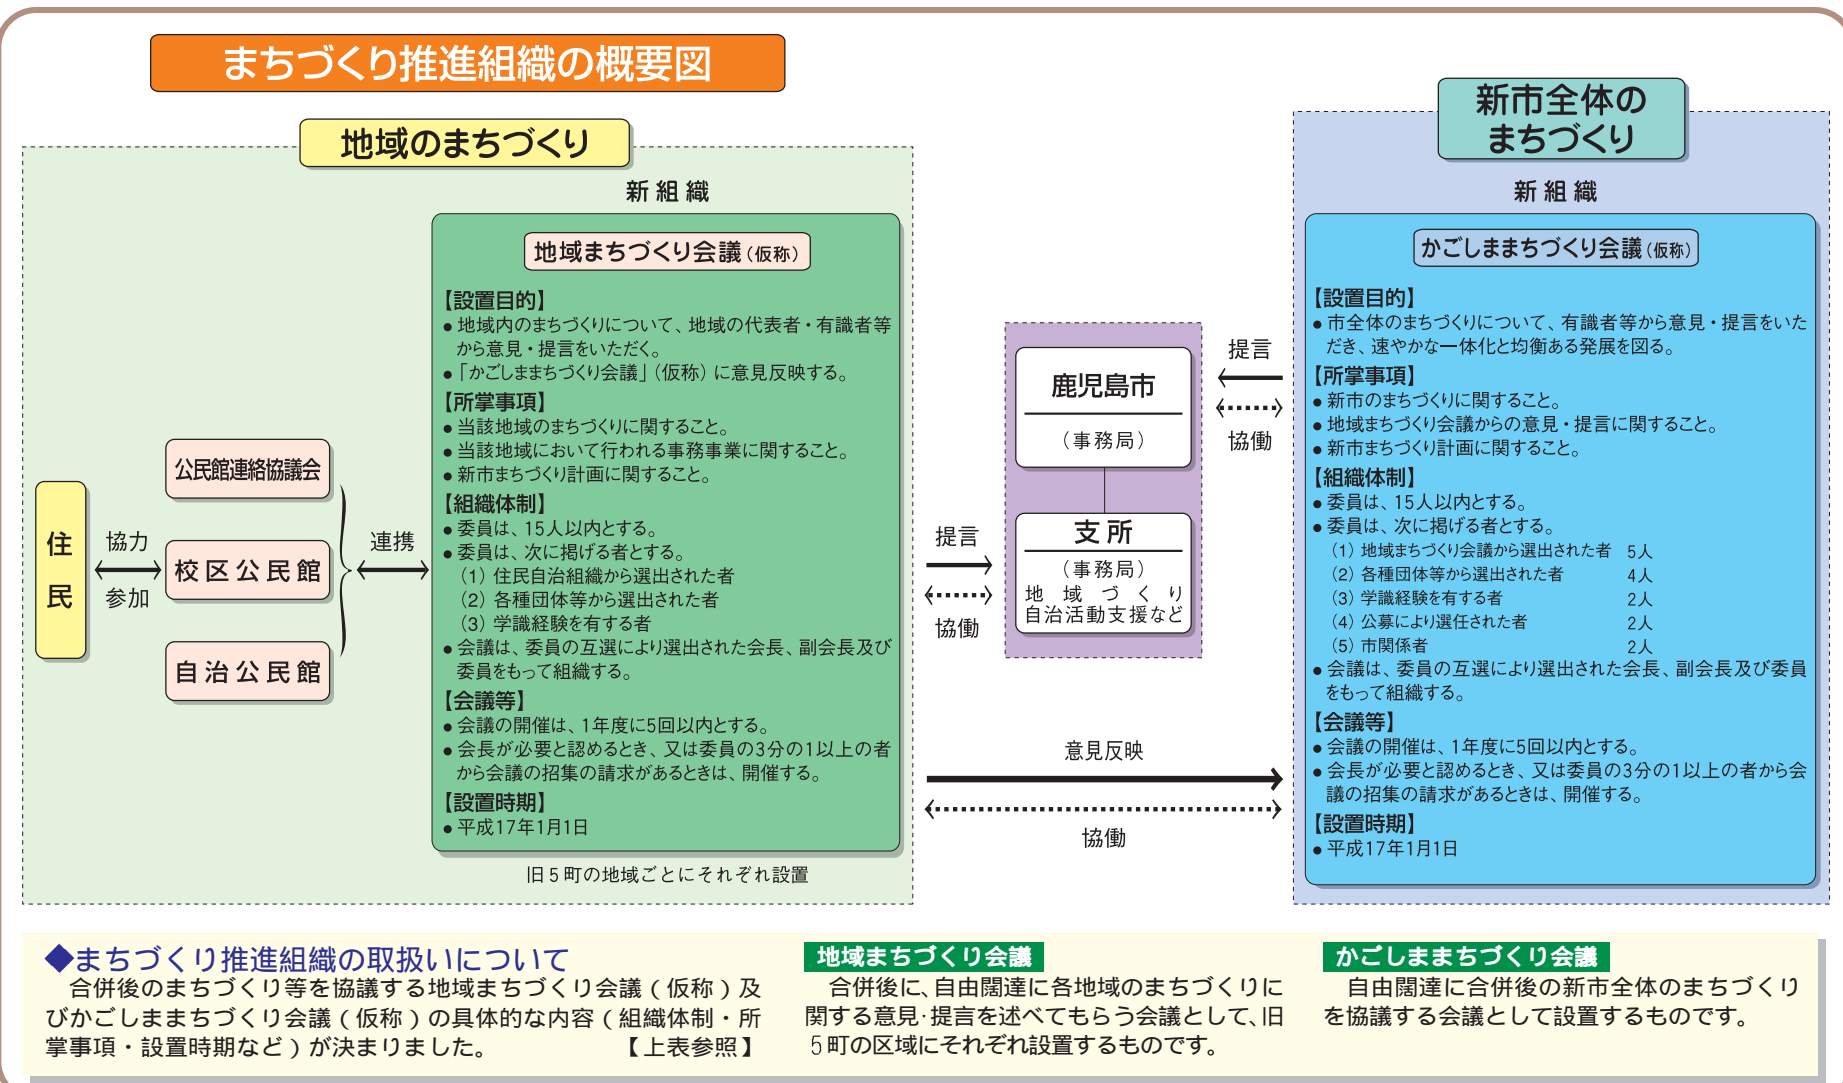 まちづくり推進組織の概要図
地域のまちづくり
新組織
地域まちづくり会議(仮称)
【設置目的】
●地域内のまちづくりについて、地域の代表者・有識者等
から意見・提言をいただく。
●「かごしままちづくり会議」(仮称)に意見反映する。
【所掌事項】
●当該地域のまちづくりに関すること。
●当該地域において行われる事務事業に関すること。
●新市まちづくり計画に関すること。
【組織体制】
●委員は、15人以内とする。
●委員は、次に掲げる者とする。
(1) 住民自治組織から選出された者
(2) 各種団体等から選出された者
(3) 学識経験を有する者
●会議は、委員の互選により選出された会長、副会長及び
委員をもって組織する。
【会議等】
●会議の開催は、1年度に5回以内とする。
●会長が必要と認めるとき、又は委員の3分の1以上の者
から会議の招集の請求があるときは、開催する。
【設置時期】
●平成17年1月1日
旧5町の地域ごとにそれぞれ設置
住民
協力
参加
公民館連絡協議会
校区公民館
自治公民館
連携
提言
協働
鹿児島市
(事務局)
支所
(事務局)
地域づくり
自治活動支援など
提言
協働
意見反映
協働
新市全体の
まちづくり
新組織
かごしままちづくり会議(仮称)
【設置目的】
●市全体のまちづくりについて、有識者等から意見・提言をいた
だき、速やかな一体化と均衡ある発展を図る。
【所掌事項】
●新市のまちづくりに関すること。
●地域まちづくり会議からの意見・提言に関すること。
●新市まちづくり計画に関すること。
【組織体制】
●委員は、15人以内とする。
●委員は、次に掲げる者とする。
(1) 地域まちづくり会議から選出された者 5人
(2) 各種団体等から選出された者 4人
(3) 学識経験を有する者 2人
(4) 公募により選任された者 2人
(5) 市関係者 2人
●会議は、委員の互選により選出された会長、副会長及び委員
をもって組織する。
【会議等】
●会議の開催は、1年度に5回以内とする。
●会長が必要と認めるとき、又は委員の3分の1以上の者から会
議の招集の請求があるときは、開催する。
【設置時期】
●平成17年1月1日
◆まちづくり推進組織の取扱いについて
合併後のまちづくり等を協議する地域まちづくり会議(仮称)及
びかごしままちづくり会議(仮称)の具体的な内容(組織体制・所
掌事項・設置時期など)が決まりました。 【上表参照】
地域まちづくり会議
合併後に、自由闊達に各地域のまちづくりに
関する意見・提言を述べてもらう会議として、旧
5町の区域にそれぞれ設置するものです。
かごしままちづくり会議
自由闊達に合併後の新市全体のまちづくり
を協議する会議として設置するものです。